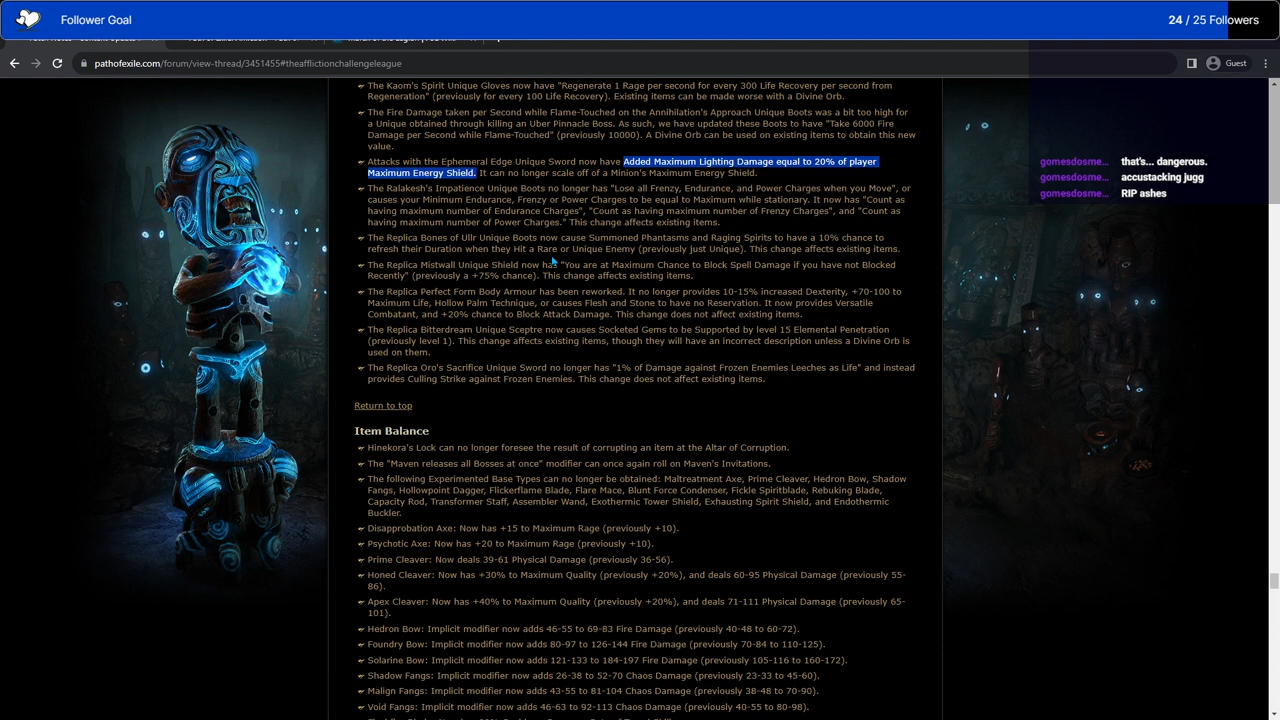 Follower Goal
24 / 25 Followers
pathofexile.com/forum/view-thread/3451455#theafflictionchallengeleague
Guest
The Kaom's Spirit Unique Gloves now have "Regenerate 1 Rage per second for every 300 Life Recovery per second from
Regeneration" (previously for every 100 Life Recovery). Existing items can be made worse with a Divine Orb.
The Fire Damage taken per Second while Flame-Touched on the Annihilation's Approach Unique Boots was a bit too high for
a Unique obtained through killing an Uber Pinnacle Boss. As such, we have updated these Boots to have "Take 6000 Fire
Damage per Second while Flame-Touched" (previously 10000). A Divine Orb can be used on existing items to obtain this new
value.
Attacks with the Ephemeral Edge Unique Sword now have Added Maximum Lighting Damage equal to 20% of player
Maximum Energy Shield. It can no longer scale off of a Minion's Maximum Energy Shield.
The Ralakesh's Impatience Unique Boots no longer has "Lose all Frenzy, Endurance, and Power Charges when you Move", or
causes your Minimum Endurance, Frenzy or Power Charges to be equal to Maximum while stationary. It now has "Count as
having maximum number of Endurance Charges", "Count as having maximum number of Frenzy Charges", and "Count as
having maximum number of Power Charges." This change affects existing items.
The Replica Bones of Ullr Unique Boots now cause Summoned Phantasms and Raging Spirits to have a 10% chance to
refresh their Duration when they Hit a Rare or Unique Enemy (previously just Unique). This change affects existing items.
The Replica Mistwall Unique Shield now has "You are at Maximum Chance to Block Spell Damage if you have not Blocked
Recently" (previously a +75% chance). This change affects existing items.
The Replica Perfect Form Body Armour has been reworked. It no longer provides 10-15% increased Dexterity, +70-100 to
Maximum Life, Hollow Palm Technique, or causes Flesh and Stone to have no Reservation. It now provides Versatile
Combatant, and +20% chance to Block Attack Damage. This change does not affect existing items.
The Replica Bitterdream Unique Sceptre now causes Socketed Gems to be Supported by level 15 Elemental Penetration
(previously level 1). This change affects existing items, though they will have an incorrect description unless a Divine Orb is
used on them.
The Replica Oro's Sacrifice Unique Sword no longer has "1% of Damage against Frozen Enemies Leeches as Life" and instead
provides Culling Strike against Frozen Enemies. This change does not affect existing items.
Return to top
Item Balance
Hinekora's Lock can no longer foresee the result of corrupting an item at the Altar of Corruption.
The "Maven releases all Bosses at once" modifier can once again roll on Maven's Invitations.
The following Experimented Base Types can no longer be obtained: Maltreatment Axe, Prime Cleaver, Hedron Bow, Shadow
Fangs, Hollowpoint Dagger, Flickerflame Blade, Flare Mace, Blunt Force Condenser, Fickle Spiritblade, Rebuking Blade,
Capacity Rod, Transformer Staff, Assembler Wand, Exothermic Tower Shield, Exhausting Spirit Shield, and Endothermic
Buckler.
Disapprobation Axe: Now has +15 to Maximum Rage (previously +10).
Psychotic Axe: Now has +20 to Maximum Rage (previously +10).
Prime Cleaver: Now deals 39-61 Physical Damage (previously 36-56).
Honed Cleaver: Now has +30% to Maximum Quality (previously +20%), and deals 60-95 Physical Damage (previously 55-
86).
Apex Cleaver: Now has +40% to Maximum Quality (previously +20%), and deals 71-111 Physical Damage (previously 65-
101).
Hedron Bow: Implicit modifier now adds 46-55 to 69-83 Fire Damage (previously 40-48 to 60-72).
Foundry Bow: Implicit modifier now adds 80-97 to 126-144 Fire Damage (previously 70-84 to 110-125).
Solarine Bow: Implicit modifier now adds 121-133 to 184-197 Fire Damage (previously 105-116 to 160-172).
Shadow Fangs: Implicit modifier now adds 26-38 to 52-70 Chaos Damage (previously 23-33 to 45-60).
Malign Fangs: Implicit modifier now adds 43-55 to 81-104 Chaos Damage (previously 38-48 to 70-90).
Void Fangs: Implicit modifier now adds 46-63 to 92-113 Chaos Damage (previously 40-55 to 80-98).
gomesdosme... that's... dangerous.
gomesdosme... accustacking jugg
gomesdosme... RIP ashes